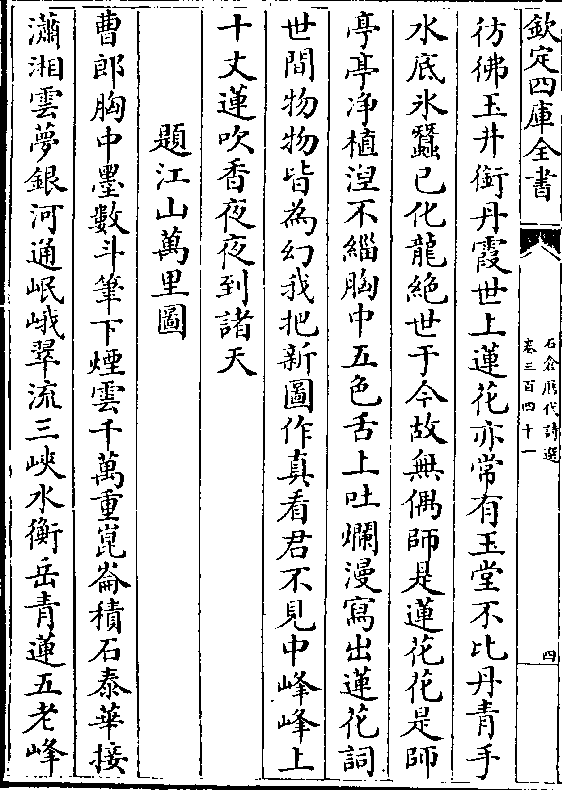 欽定四庫全書
石倉歷代詩選
卷三百四十一
四
彷彿玉井銜丹霞世上蓮花亦常有玉堂不比丹青手
水底氷蠶已化龍絶世于今故無偶師是蓮花花是師
亭亭净植湼不緇胸中五色舌上吐爛漫寫出蓮花詞
世間物物皆為幻我把新圖作真看君不見中峰峰上
十丈蓮吹香夜夜到諸天
題江山萬里圖
曹郎胸中墨數斗筆下煙雲千萬重崑崙積石泰華接
瀟湘雲夢銀河通岷峨翠流三峽水衡岳青蓮五老峰